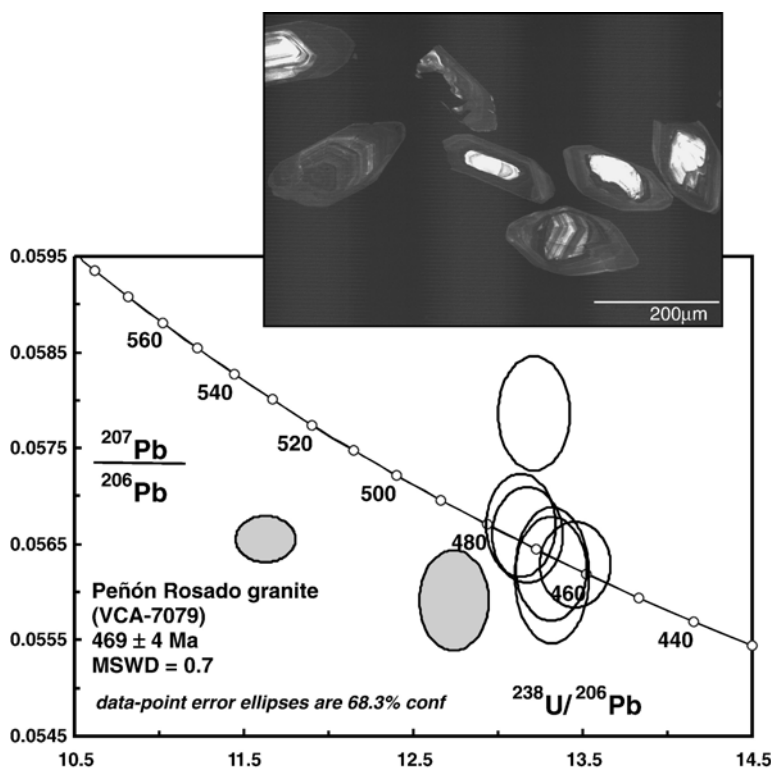 200µm
0.0595
0.0585
0.0575
0.0565
0.0555
0.0545
560
540
520
500
480
460
440
207Pb
206Pb
Peñón Rosado granite
(VCA-7079)
469 ± 4 Ma
MSWD = 0.7
data-point error ellipses are 68.3% conf
238U/206Pb
10.5 11.5 12.5 13.5 14.5